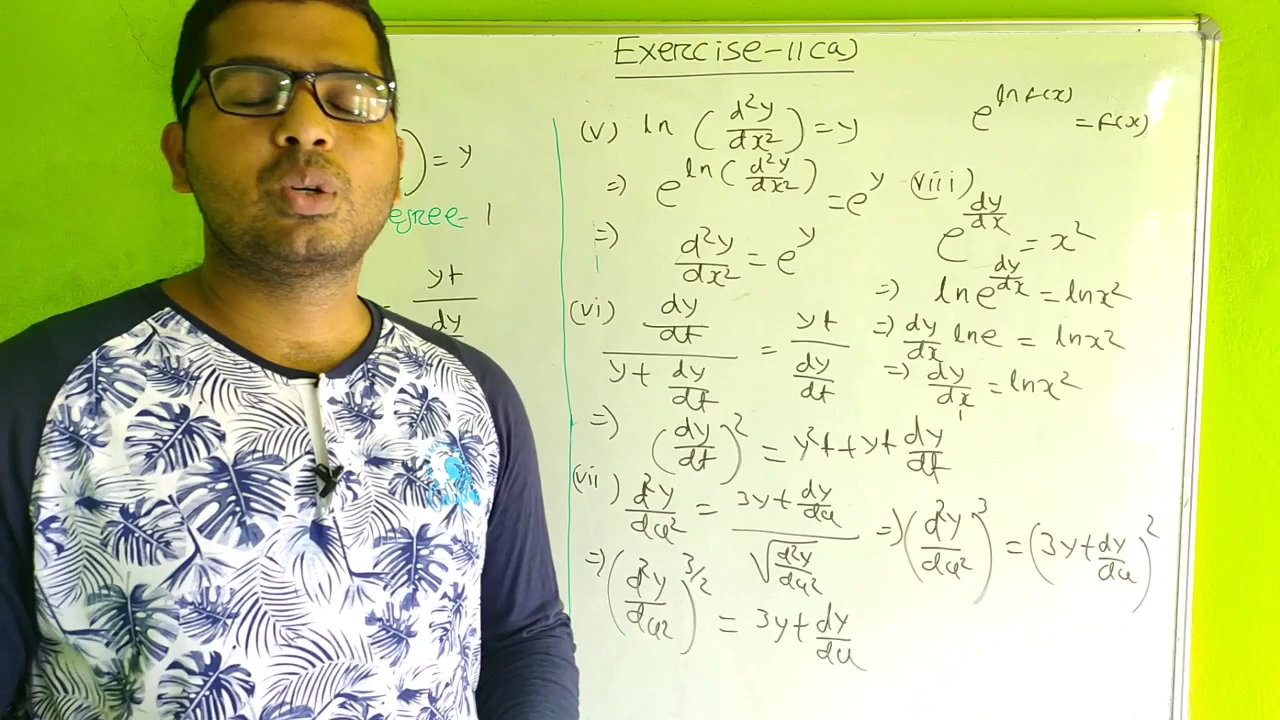 Exercise-11(a)
) = y
egree- 1
yt
dy
(v) ln (d²y/dx²) = y
e^{ln f(x)} = f(x)
=) e^{ln(d²y/dx²)} = e^y
=) d²y/dx² = e^y
(vi) (dy/dt)/(y + dy/dt) = yt/(dy/dt)
=) (dy/dt)² = y²t + yt dy/dt
(vii) d²y/du² = (3y + dy/du)/√(d²y/du²)
=) (d²y/du²)^{3/2} = 3y + dy/du
=) (d²y/du²)³ = (3y + dy/du)²
(viii) e^{dy/dx} = x²
=) ln e^{dy/dx} = ln x²
=) dy/dx ln e = ln x²
=) dy/dx = ln x²